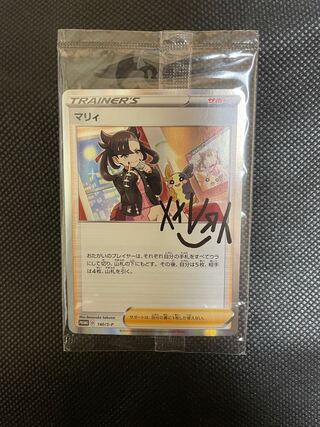 TRAINER'S サポート
マリィ
おたがいのプレイヤーは、それぞれ自分の手札をすべてウラ
にして切り、山札の下にもどす。その後、自分は5枚、相手
は4枚、山札を引く。
PROMO 198/S-P
サポートは、自分の番に1枚しか使えない。